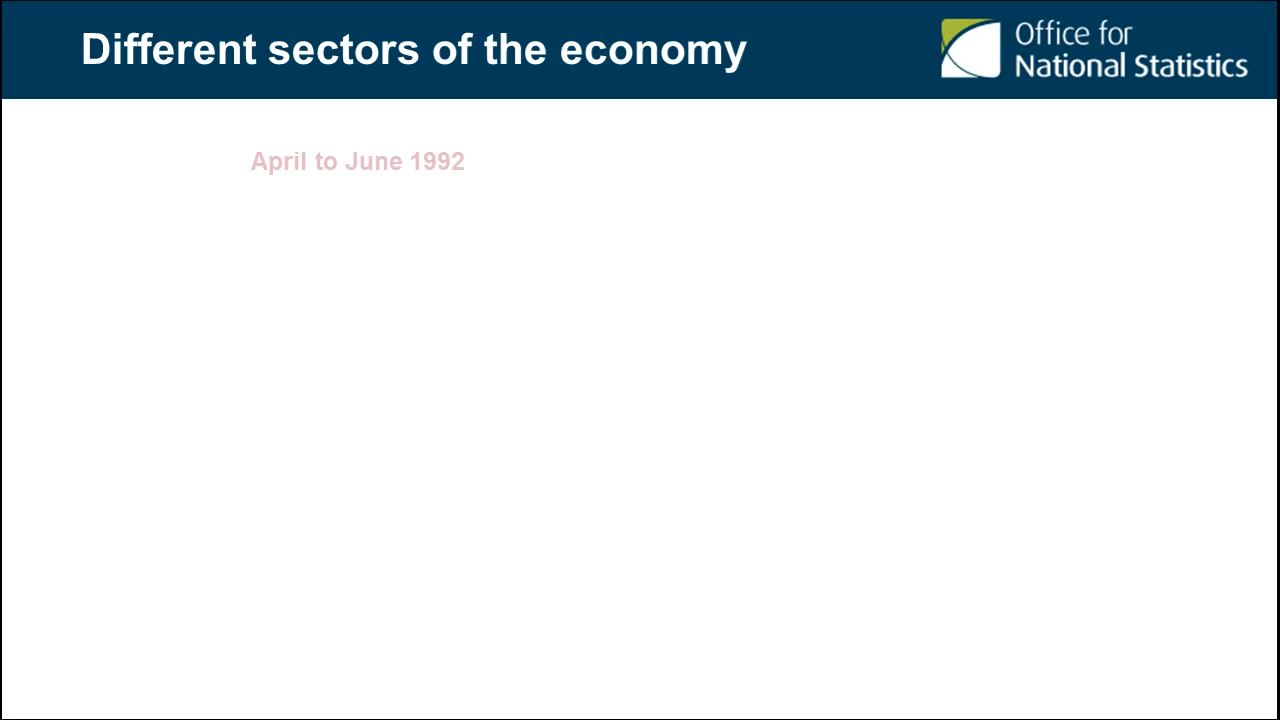 Different sectors of the economy
Office for
National Statistics
April to June 1992